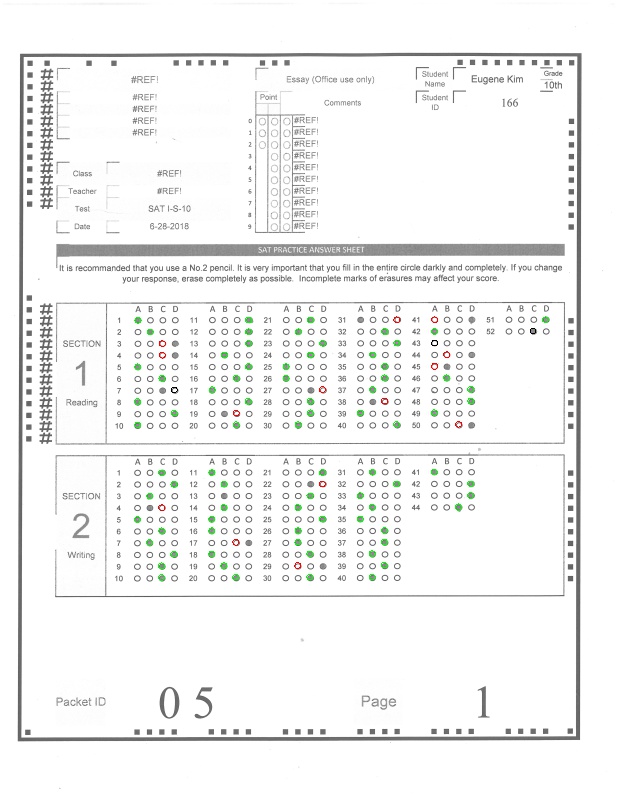 #REF! Essay (Office use only) Student Name Eugene Kim Grade 10th
#REF! Point Comments Student ID 166
#REF!
#REF!
#REF!
0 #REF!
1 #REF!
2 #REF!
3 #REF!
4 #REF!
5 #REF!
6 #REF!
7 #REF!
8 #REF!
9 #REF!
Class #REF!
Teacher #REF!
Test SAT I-S-10
Date 6-28-2018
SAT PRACTICE ANSWER SHEET
It is recommanded that you use a No.2 pencil. It is very important that you fill in the entire circle darkly and completely. If you change
your response, erase completely as possible. Incomplete marks of erasures may affect your score.
A B C D A B C D A B C D A B C D A B C D A B C D
1 11 21 31 41 51
2 12 22 32 42 52
3 13 23 33 43
4 14 24 34 44
5 15 25 35 45
6 16 26 36 46
7 17 27 37 47
8 18 28 38 48
9 19 29 39 49
10 20 30 40 50
SECTION
1
Reading
A B C D A B C D A B C D A B C D A B C D
1 11 21 31 41
2 12 22 32 42
3 13 23 33 43
4 14 24 34 44
5 15 25 35
6 16 26 36
7 17 27 37
8 18 28 38
9 19 29 39
10 20 30 40
SECTION
2
Writing
Packet ID 05 Page 1